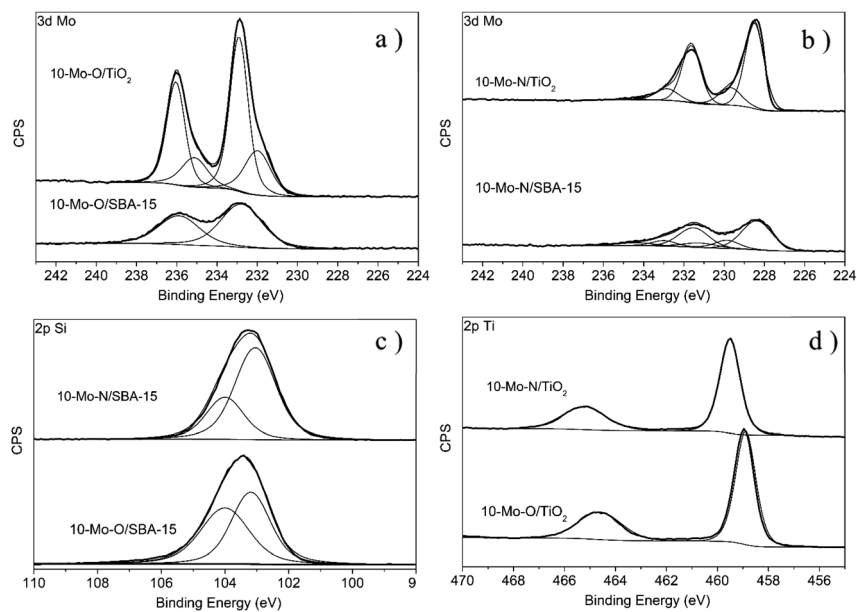 3d Mo
a )
10-Mo-O/TiO2
CPS
10-Mo-O/SBA-15
242 240 238 236 234 232 230 228 226 224
Binding Energy (eV)
3d Mo
b )
10-Mo-N/TiO2
CPS
10-Mo-N/SBA-15
242 240 238 236 234 232 230 228 226 224
Binding Energy (eV)
2p Si
c )
10-Mo-N/SBA-15
CPS
10-Mo-O/SBA-15
110 108 106 104 102 100 9
Binding Energy (eV)
2p Ti
d )
10-Mo-N/TiO2
CPS
10-Mo-O/TiO2
470 468 466 464 462 460 458 456
Binding Energy (eV)